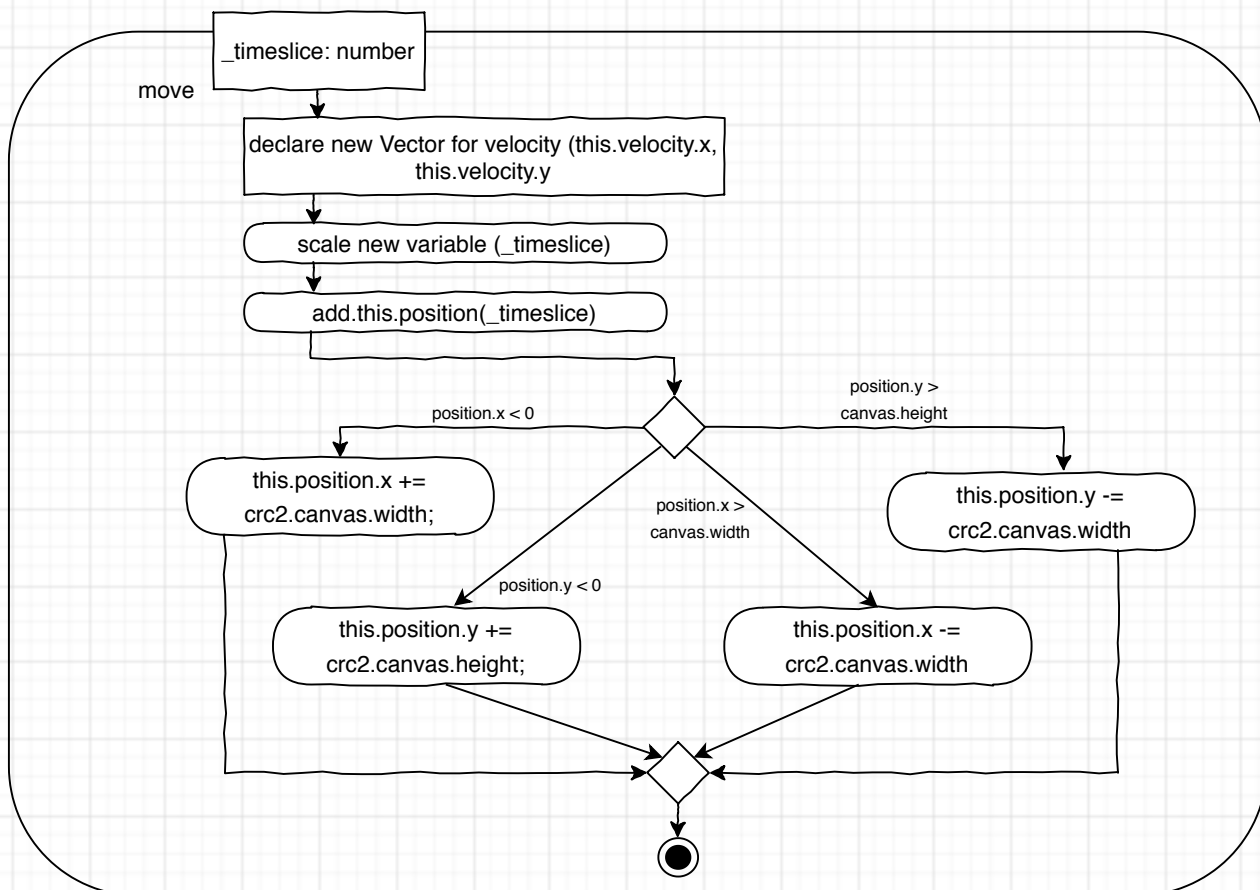 _timeslice: number
move
declare new Vector for velocity (this.velocity.x,
this.velocity.y
scale new variable (_timeslice)
add.this.position(_timeslice)
position.x < 0
position.y >
canvas.height
this.position.x +=
crc2.canvas.width;
position.x >
canvas.width
this.position.y -=
crc2.canvas.width
position.y < 0
this.position.y +=
crc2.canvas.height;
this.position.x -=
crc2.canvas.width